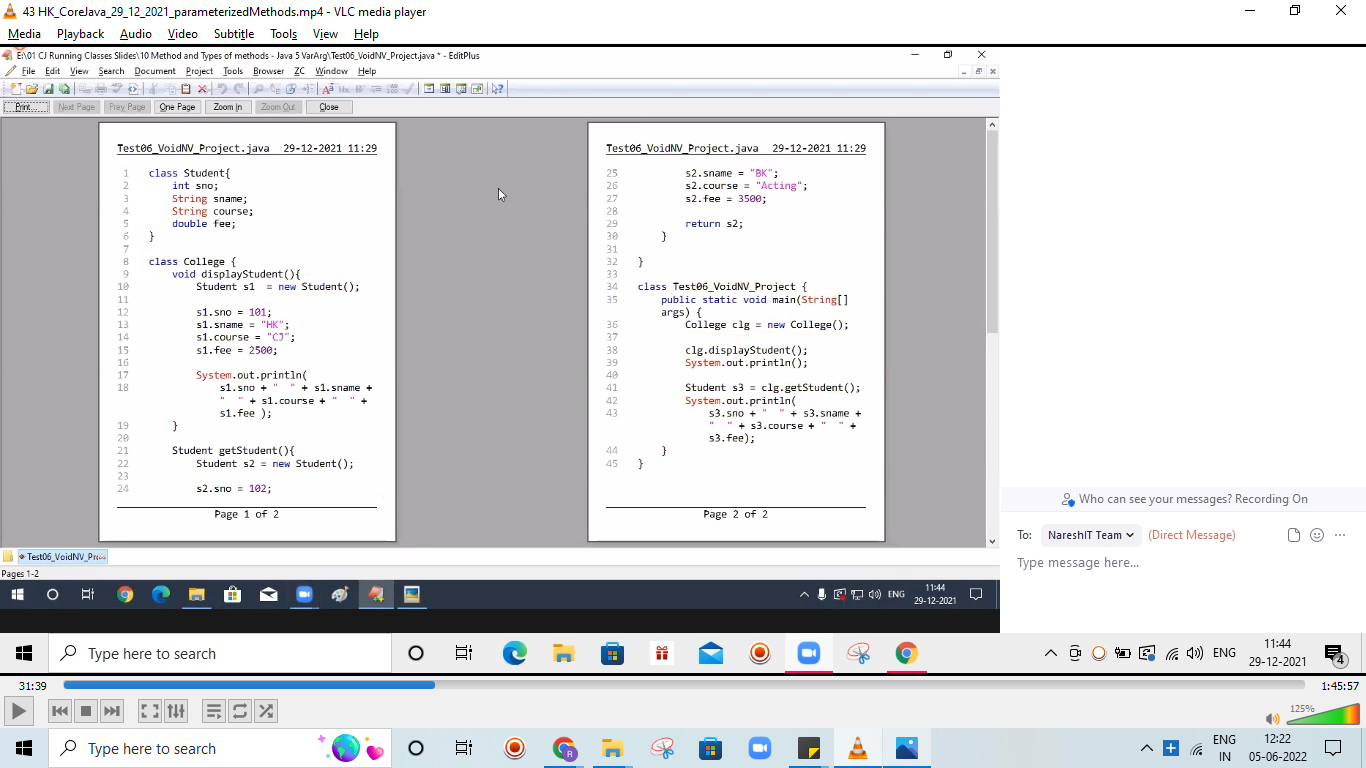 43 HK_CoreJava_29_12_2021_parameterizedMethods.mp4 - VLC media player
Media Playback Audio Video Subtitle Tools View Help
E:\01 CJ Running Classes Slides\10 Method and Types of methods - Java 5 VarArg\Test06_VoidNV_Project.java * - EditPlus
File Edit View Search Document Project Tools Browser ZC Window Help
Print... Next Page Prev Page One Page Zoom In Zoom Out Close
Test06_VoidNV_Project.java 29-12-2021 11:29
1 class Student{
2 int sno;
3 String sname;
4 String course;
5 double fee;
6 }
7
8 class College {
9 void displayStudent(){
10 Student s1 = new Student();
11
12 s1.sno = 101;
13 s1.sname = "HK";
14 s1.course = "CJ";
15 s1.fee = 2500;
16
17 System.out.println(
18 s1.sno + " " + s1.sname +
" " + s1.course + " " +
s1.fee );
19 }
20
21 Student getStudent(){
22 Student s2 = new Student();
23
24 s2.sno = 102;
Page 1 of 2
Test06_VoidNV_Project.java 29-12-2021 11:29
25 s2.sname = "BK";
26 s2.course = "Acting";
27 s2.fee = 3500;
28
29 return s2;
30 }
31
32 }
33
34 class Test06_VoidNV_Project {
35 public static void main(String[]
args) {
36 College clg = new College();
37
38 clg.displayStudent();
39 System.out.println();
40
41 Student s3 = clg.getStudent();
42 System.out.println(
43 s3.sno + " " + s3.sname +
" " + s3.course + " " +
s3.fee);
44 }
45 }
Page 2 of 2
Who can see your messages? Recording On
To: NareshIT Team (Direct Message)
Type message here...
Test06_VoidNV_Pr...
Pages 1-2
ENG 11:44
29-12-2021
Type here to search
ENG 11:44
29-12-2021
4
31:39 1:45:57
125%
Type here to search
R
ENG 12:22
IN 05-06-2022